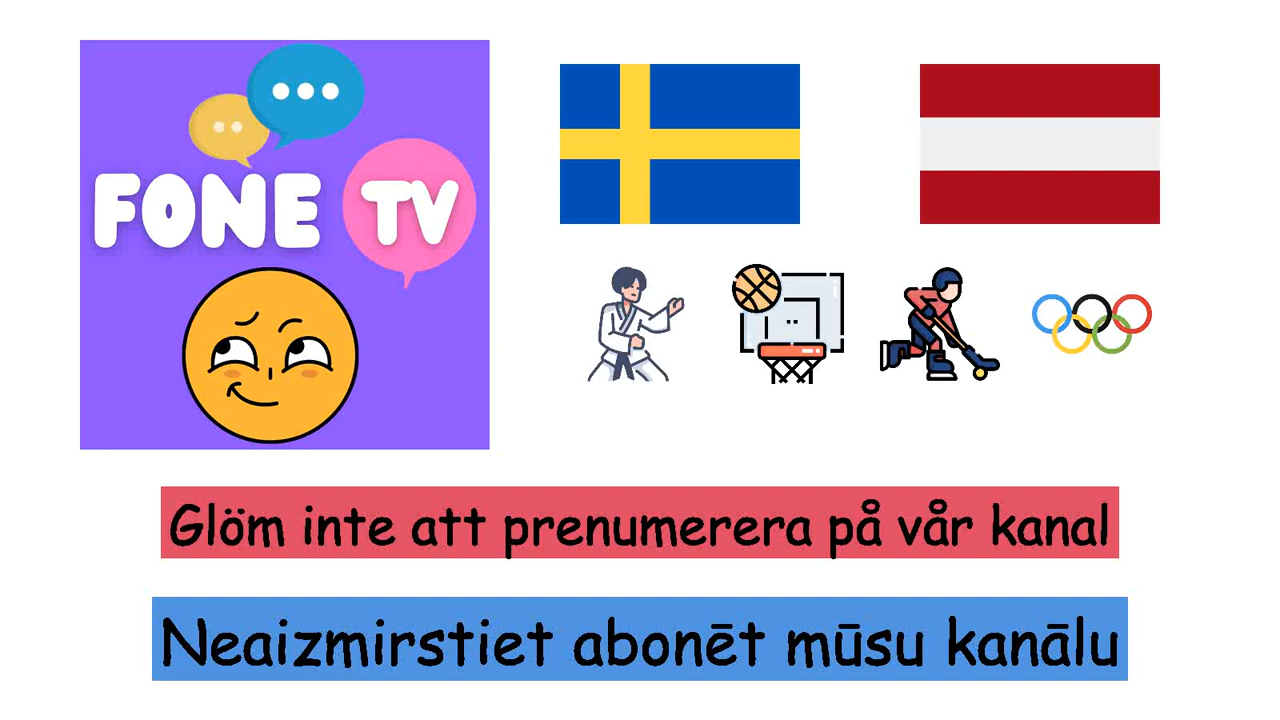 FONE TV
Glöm inte att prenumerera på vår kanal
Neaizmirstiet abonēt mūsu kanālu